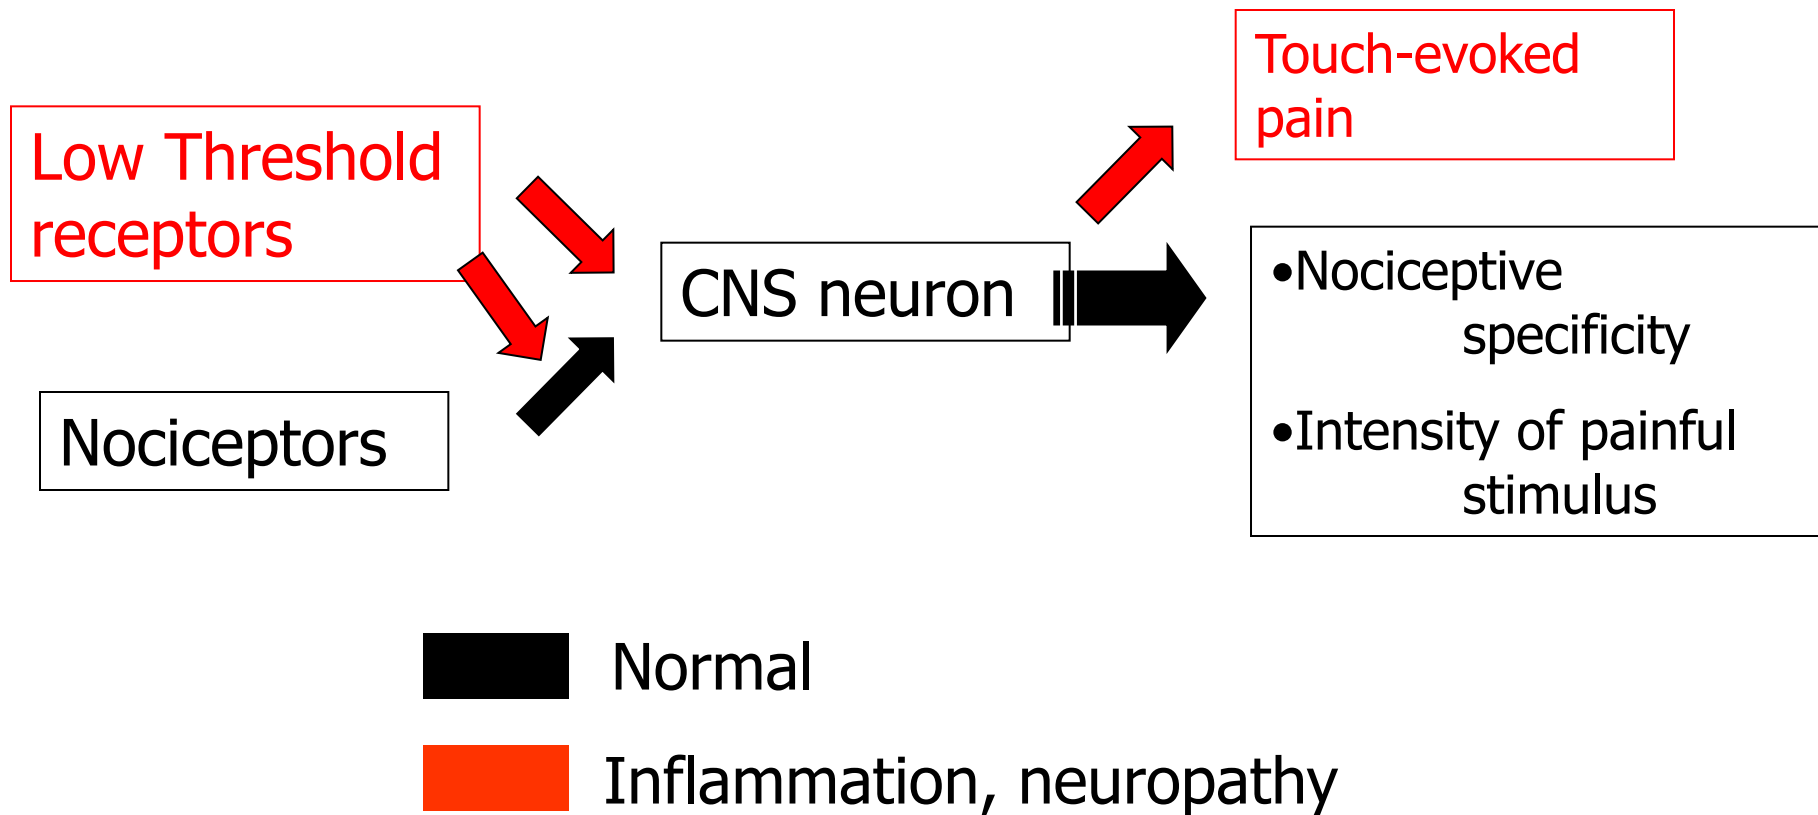 Touch-evoked
pain
Low Threshold
receptors
CNS neuron
•Nociceptive
specificity
•Intensity of painful
stimulus
Nociceptors
Normal
Inflammation, neuropathy